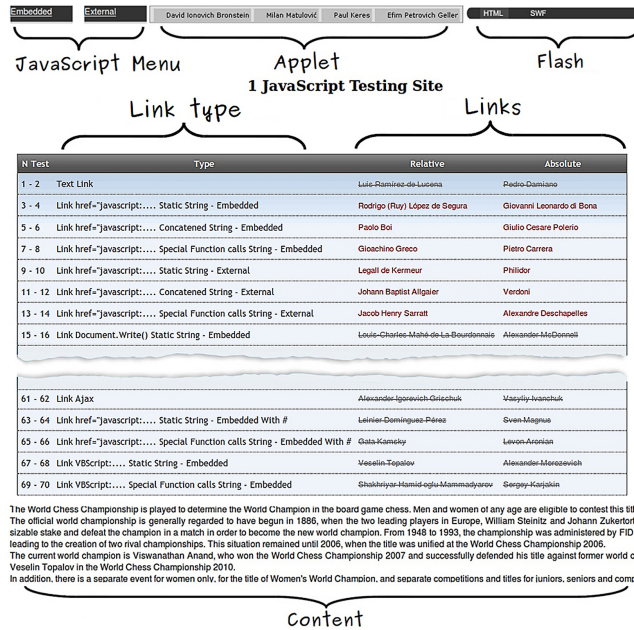 Embedded External David Ionovich Bronstein Milan Matulović Paul Keres Efim Petrovich Geller HTML SWF
JavaScript Menu Applet Flash
1 JavaScript Testing Site
Link type Links
N Test Type Relative Absolute
1 - 2 Text Link Luis Ramírez de Lucena Pedro Damiano
3 - 4 Link href="javascript:.... Static String - Embedded Rodrigo (Ruy) López de Segura Giovanni Leonardo di Bona
5 - 6 Link href="javascript:.... Concatened String - Embedded Paolo Boi Giulio Cesare Polerio
7 - 8 Link href="javascript:.... Special Function calls String - Embedded Gioachino Greco Pietro Carrera
9 - 10 Link href="javascript:.... Static String - External Legall de Kermeur Philidor
11 - 12 Link href="javascript:.... Concatened String - External Johann Baptist Allgaier Verdoni
13 - 14 Link href="javascript:.... Special Function calls String - External Jacob Henry Sarratt Alexandre Deschapelles
15 - 16 Link Document.Write() Static String - Embedded Louis-Charles Mahé de La Bourdonnais Alexander McDonnell
61 - 62 Link Ajax Alexander Igorevich Grischuk Vasyliy Ivanchuk
63 - 64 Link href="javascript:.... Static String - Embedded With # Leinier Domínguez Pérez Sven Magnus
65 - 66 Link href="javascript:.... Special Function calls String - Embedded With # Gata Kamsky Levon Aronian
67 - 68 Link VBScript:.... Static String - Embedded Veselin Topalov Alexander Morozevich
69 - 70 Link VBScript:.... Special Function calls String - Embedded Shakhriyar Hamid oglu Mammadyarov Sergey Karjakin
The World Chess Championship is played to determine the World Champion in the board game chess. Men and women of any age are eligible to contest this titl
The official world championship is generally regarded to have begun in 1886, when the two leading players in Europe, William Steinitz and Johann Zukertort
sizable stake and defeat the champion in a match in order to become the new world champion. From 1948 to 1993, the championship was administered by FID
leading to the creation of two rival championships. This situation remained until 2006, when the title was unified at the World Chess Championship 2006.
The current world champion is Viswanathan Anand, who won the World Chess Championship 2007 and successfully defended his title against former world c
Veselin Topalov in the World Chess Championship 2010.
In addition, there is a separate event for women only, for the title of Women's World Champion, and separate competitions and titles for juniors, seniors and comp
Content